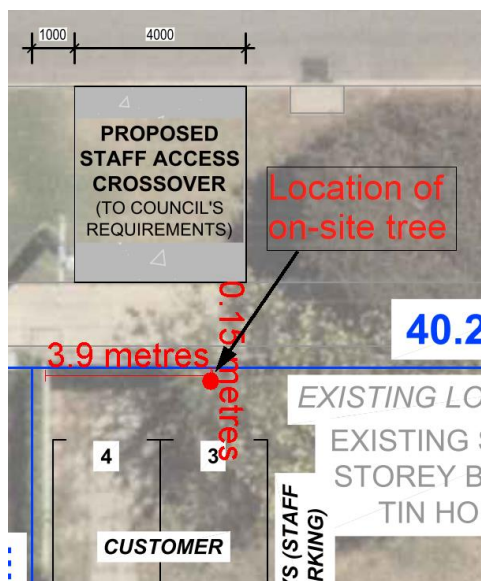 1000
4000
PROPOSED
STAFF ACCESS
CROSSOVER
(TO COUNCIL'S
REQUIREMENTS)
Location of
on-site tree
0.15 metres
40.2
3.9 metres
EXISTING LO
EXISTING S
STOREY B
TIN HO
4
3
CUSTOMER
YS (STAFF
RKING)